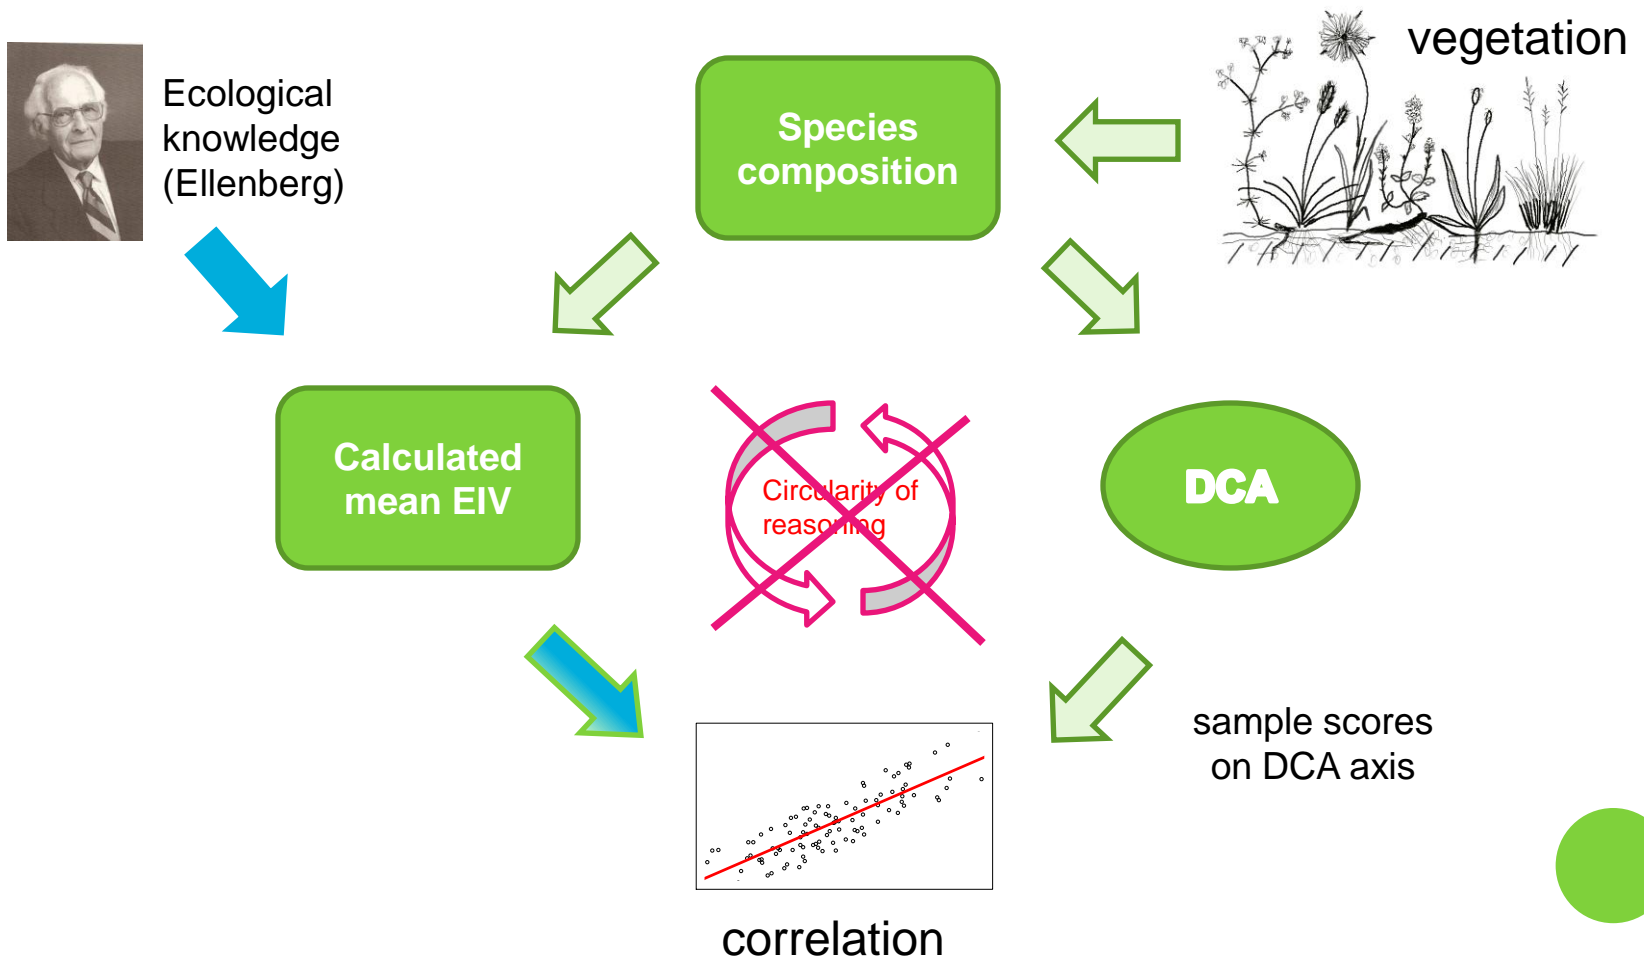 vegetation
Ecological
knowledge
(Ellenberg)
Species
composition
Calculated
mean EIV
Circularity of
reasoning
DCA
sample scores
on DCA axis
correlation